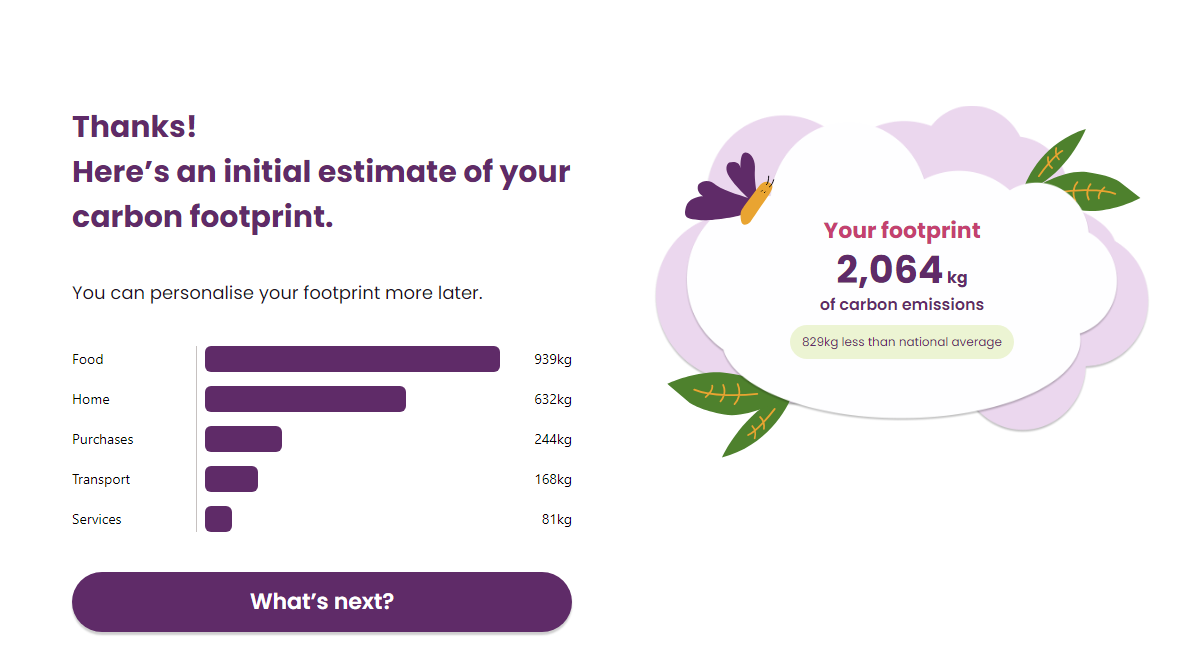 Thanks!
Here’s an initial estimate of your
carbon footprint.
You can personalise your footprint more later.
Food 939kg
Home 632kg
Purchases 244kg
Transport 168kg
Services 81kg
What’s next?
Your footprint
2,064 kg
of carbon emissions
829kg less than national average